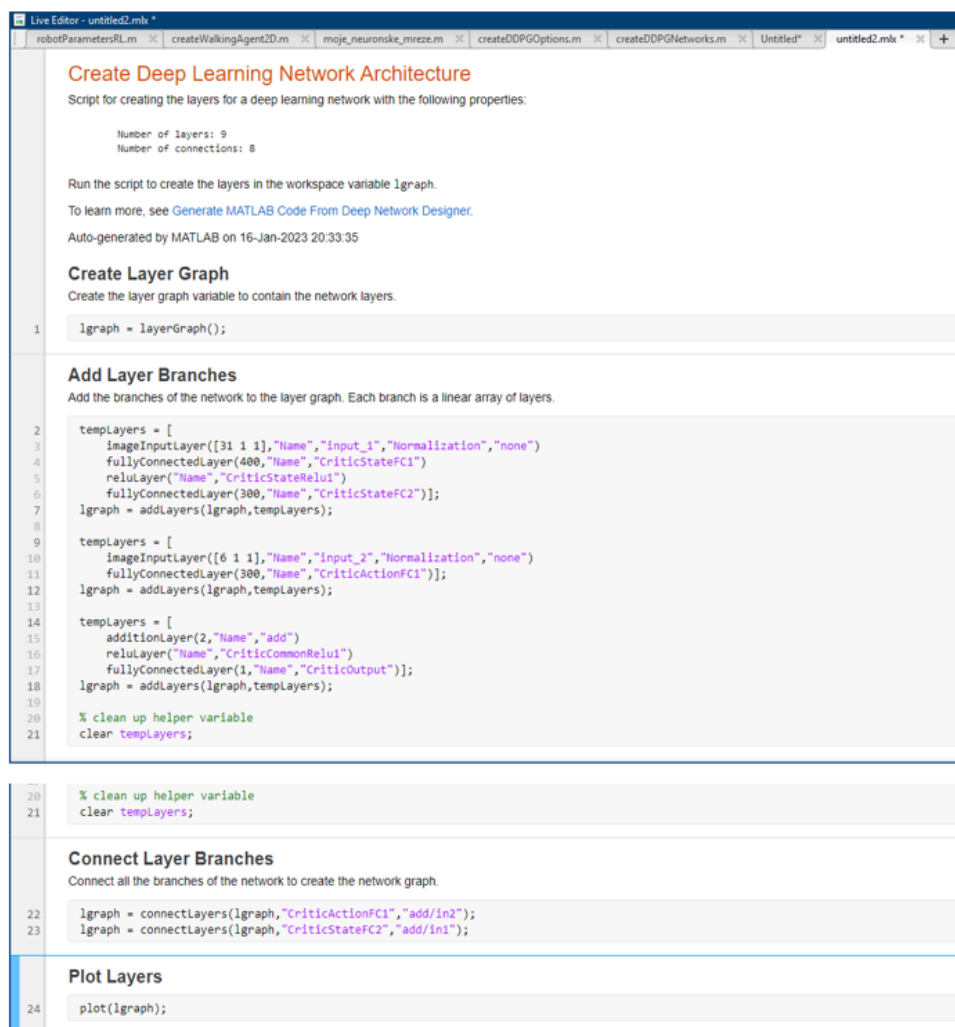 Live Editor - untitled2.mlx *
robotParametersRL.m × createWalkingAgent2D.m × moje_neuronske_mreze.m × createDDPGOptions.m × createDDPGNetworks.m × Untitled* × untitled2.mlx * × +
Create Deep Learning Network Architecture
Script for creating the layers for a deep learning network with the following properties:
Number of layers: 9
Number of connections: 8
Run the script to create the layers in the workspace variable lgraph.
To learn more, see Generate MATLAB Code From Deep Network Designer.
Auto-generated by MATLAB on 16-Jan-2023 20:33:35
Create Layer Graph
Create the layer graph variable to contain the network layers.
1 lgraph = layerGraph();
Add Layer Branches
Add the branches of the network to the layer graph. Each branch is a linear array of layers.
2 tempLayers = [
3 imageInputLayer([31 1 1],"Name","input_1","Normalization","none")
4 fullyConnectedLayer(400,"Name","CriticStateFC1")
5 reluLayer("Name","CriticStateRelu1")
6 fullyConnectedLayer(300,"Name","CriticStateFC2")];
7 lgraph = addLayers(lgraph,tempLayers);
8
9 tempLayers = [
10 imageInputLayer([6 1 1],"Name","input_2","Normalization","none")
11 fullyConnectedLayer(300,"Name","CriticActionFC1")];
12 lgraph = addLayers(lgraph,tempLayers);
13
14 tempLayers = [
15 additionLayer(2,"Name","add")
16 reluLayer("Name","CriticCommonRelu1")
17 fullyConnectedLayer(1,"Name","CriticOutput")];
18 lgraph = addLayers(lgraph,tempLayers);
19
20 % clean up helper variable
21 clear tempLayers;
20 % clean up helper variable
21 clear tempLayers;
Connect Layer Branches
Connect all the branches of the network to create the network graph.
22 lgraph = connectLayers(lgraph,"CriticActionFC1","add/in2");
23 lgraph = connectLayers(lgraph,"CriticStateFC2","add/in1");
Plot Layers
24 plot(lgraph);